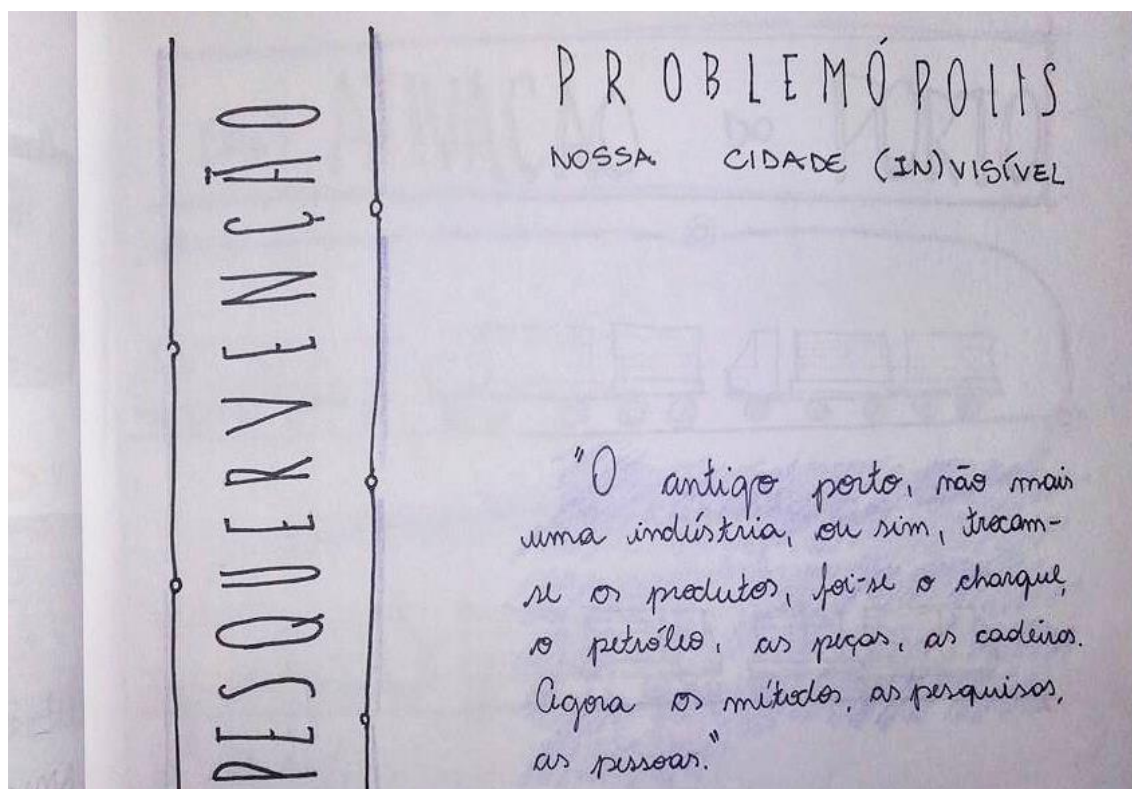 PESQUERVENÇÃO
PROBLEMÓPOLIS
NOSSA CIDADE (IN)VISÍVEL
"O antigo porto, não mais
uma indústria, ou sim, trocam-
se os produtos, foi-se o charque,
o petróleo, as peças, as cadeiras.
Agora os métodos, as pesquisas,
as pessoas."